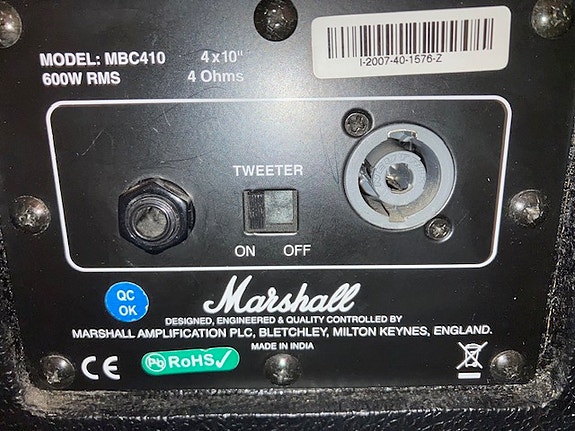 MODEL: MBC410 4x10"
600W RMS 4 Ohms
I-2007-40-1576-Z
TWEETER
ON OFF
QC
OK
Marshall
DESIGNED, ENGINEERED & QUALITY CONTROLLED BY
MARSHALL AMPLIFICATION PLC, BLETCHLEY, MILTON KEYNES, ENGLAND.
MADE IN INDIA
CE Pb RoHS